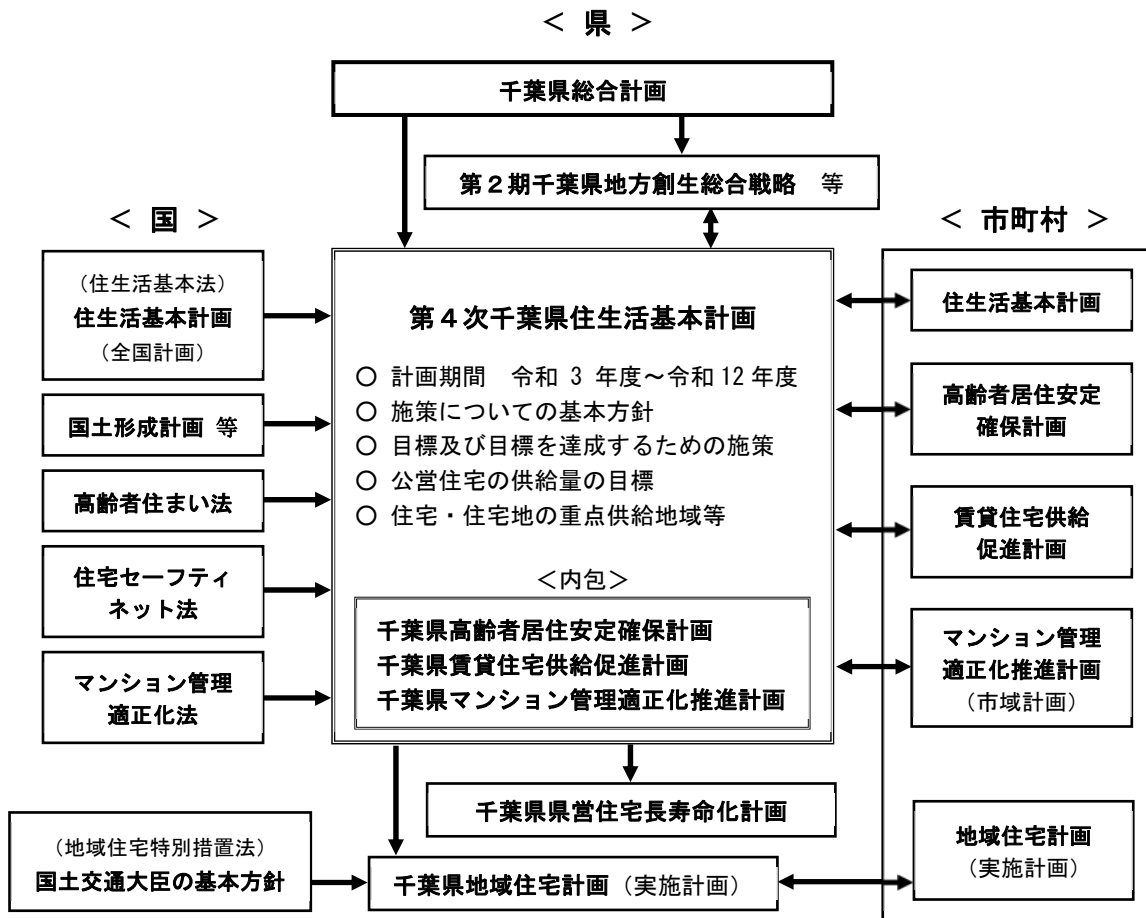 ＜ 県 ＞
千葉県総合計画
第２期千葉県地方創生総合戦略　等
＜ 国 ＞
（住生活基本法）
住生活基本計画
（全国計画）
国土形成計画 等
高齢者住まい法
住宅セーフティ
ネット法
マンション管理
適正化法
（地域住宅特別措置法）
国土交通大臣の基本方針
第４次千葉県住生活基本計画
○ 計画期間　令和 3 年度～令和 12 年度
○ 施策についての基本方針
○ 目標及び目標を達成するための施策
○ 公営住宅の供給量の目標
○ 住宅・住宅地の重点供給地域等
＜内包＞
千葉県高齢者居住安定確保計画
千葉県賃貸住宅供給促進計画
千葉県マンション管理適正化推進計画
千葉県県営住宅長寿命化計画
千葉県地域住宅計画（実施計画）
＜ 市町村 ＞
住生活基本計画
高齢者居住安定
確保計画
賃貸住宅供給
促進計画
マンション管理
適正化推進計画
（市域計画）
地域住宅計画
（実施計画）